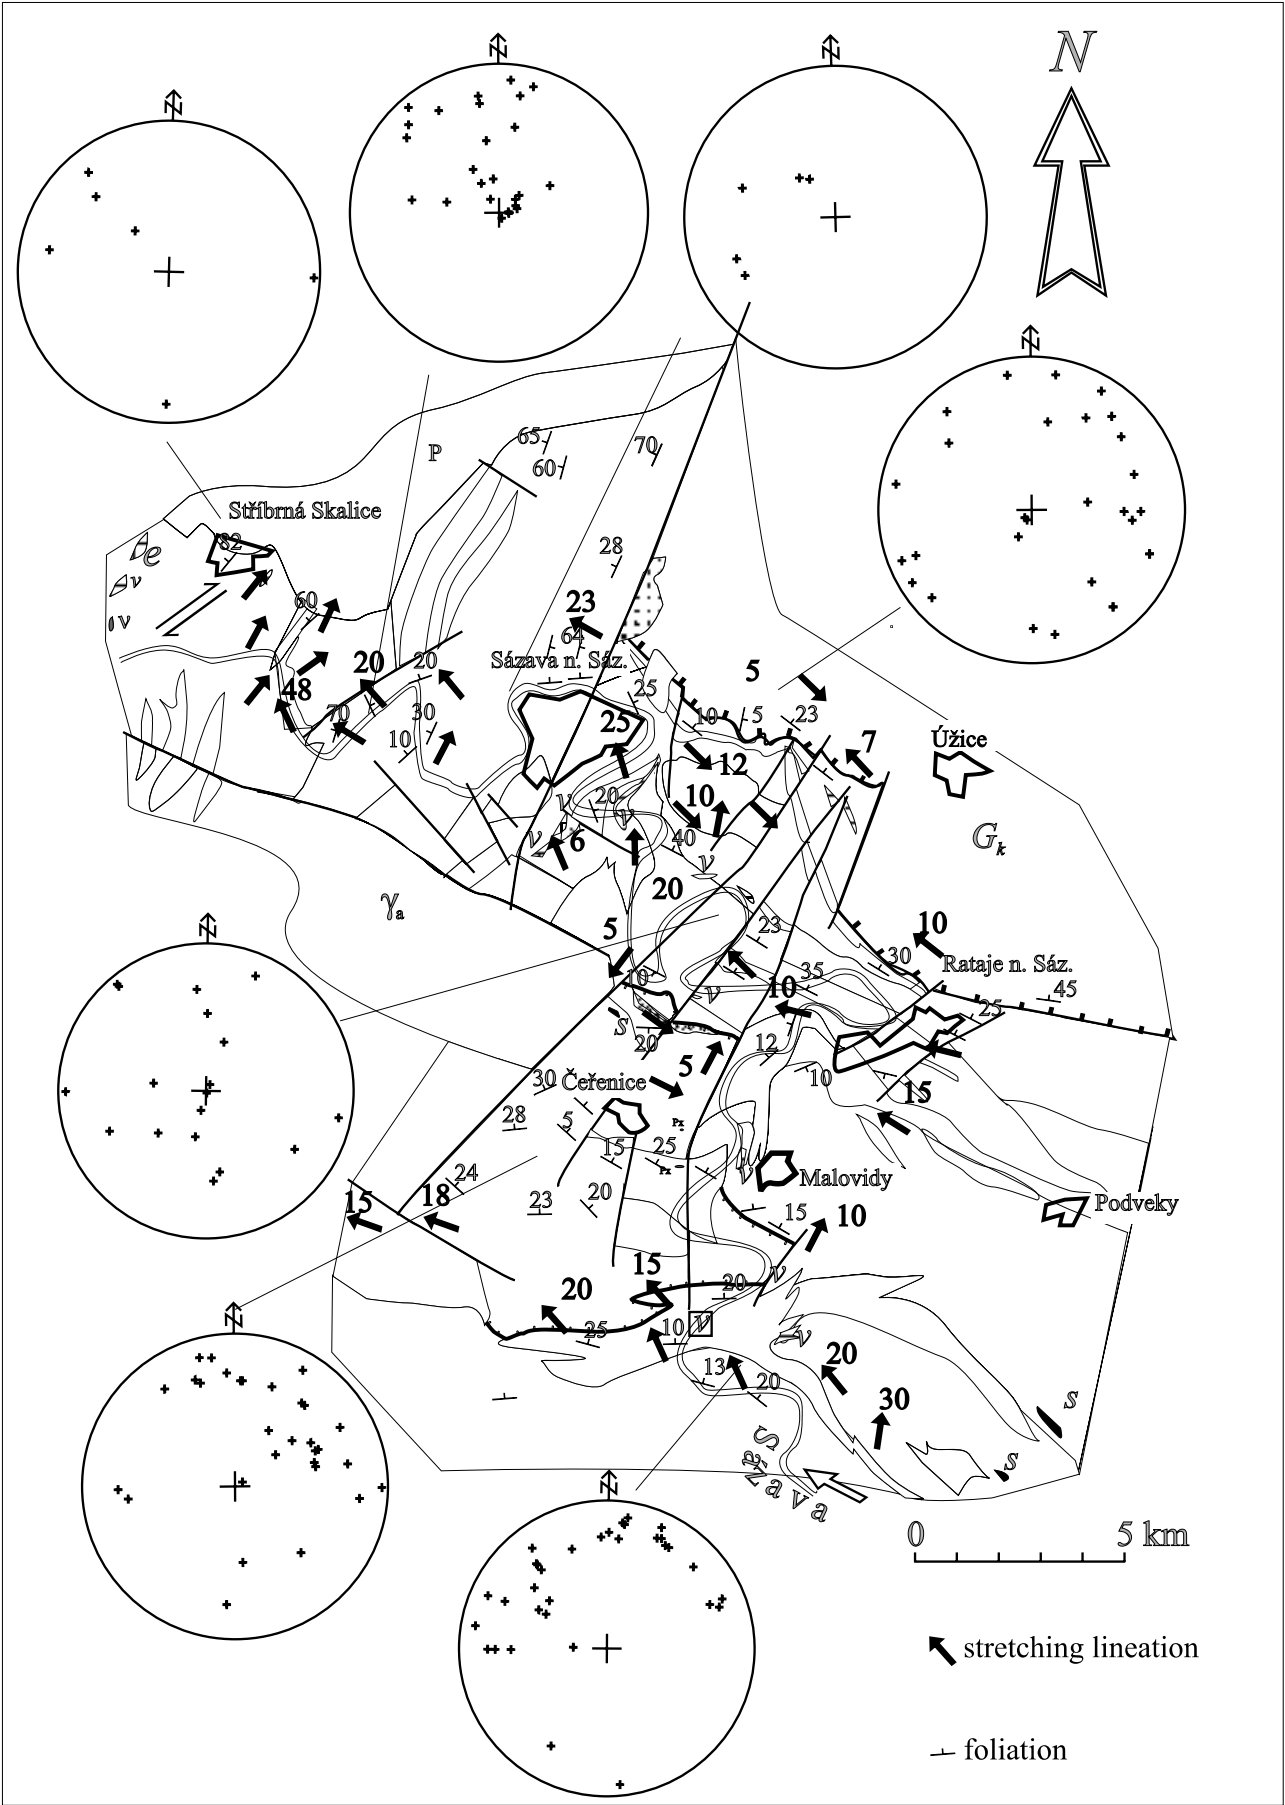 N
N
N
N
N
65
70
P
60
Stříbrná Skalice
82
28
e
ν
60
23
ν
64
20
20
Sázava n. Sáz.
5
48
25
70
30
25
10
5
23
10
7
Úžice
12
10
ν
20
ν
G k
6
ν
40
ν
γ a
20
5
23
10
N
30
Rataje n. Sáz.
10
35
ν
10
45
25
s
20
12
5
30
Čeřenice
10
15
28
5
Px
15
25
Px
ν
Malovidy
24
15
18
23
20
Podveky
15
10
15
20
20
ν
N
25
10
ν
ν
20
13
20
30
s
s
Sázava
N
0
5 km
stretching lineation
foliation